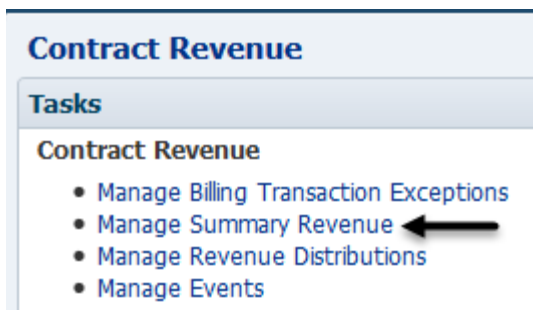 Contract Revenue
Tasks
Contract Revenue
• Manage Billing Transaction Exceptions
• Manage Summary Revenue
• Manage Revenue Distributions
• Manage Events